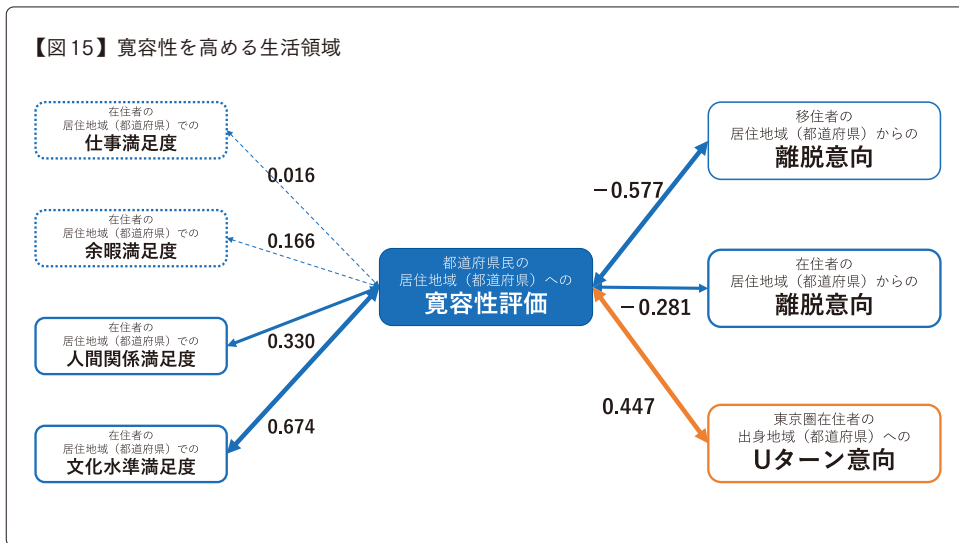 【図15】寛容性を高める生活領域
在住者の
居住地域（都道府県）での
仕事満足度
0.016
在住者の
居住地域（都道府県）での
余暇満足度
0.166
在住者の
居住地域（都道府県）での
人間関係満足度
0.330
在住者の
居住地域（都道府県）での
文化水準満足度
0.674
都道府県民の
居住地域（都道府県）への
寛容性評価
移住者の
居住地域（都道府県）からの
離脱意向
−0.577
在住者の
居住地域（都道府県）からの
離脱意向
−0.281
東京圏在住者の
出身地域（都道府県）への
Uターン意向
0.447